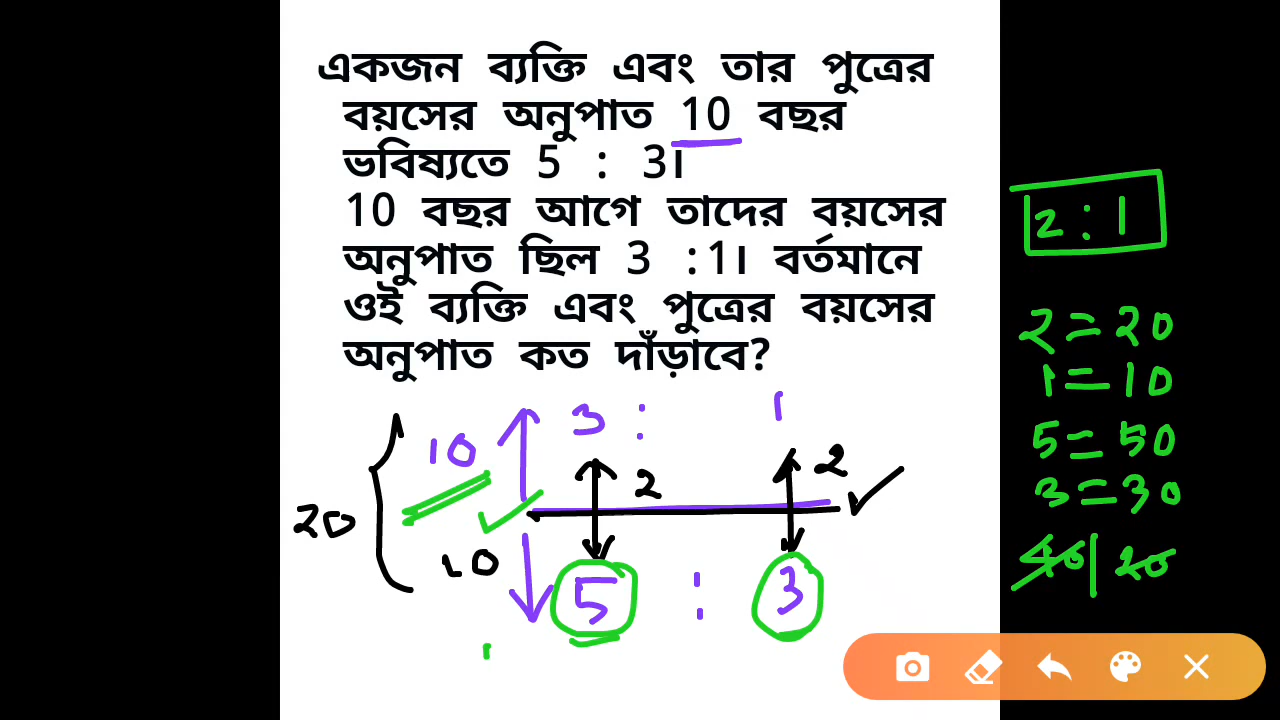 একজন ব্যক্তি এবং তার পুত্রের
বয়সের অনুপাত 10 বছর
ভবিষ্যতে 5 : 3।
10 বছর আগে তাদের বয়সের
অনুপাত ছিল 3 :1। বর্তমানে
ওই ব্যক্তি এবং পুত্রের বয়সের
অনুপাত কত দাঁড়াবে?
3 : 1
10
2 2
20
10
5 : 3
2 : 1
2 = 20
1 = 10
5 = 50
3 = 30
40 | 20